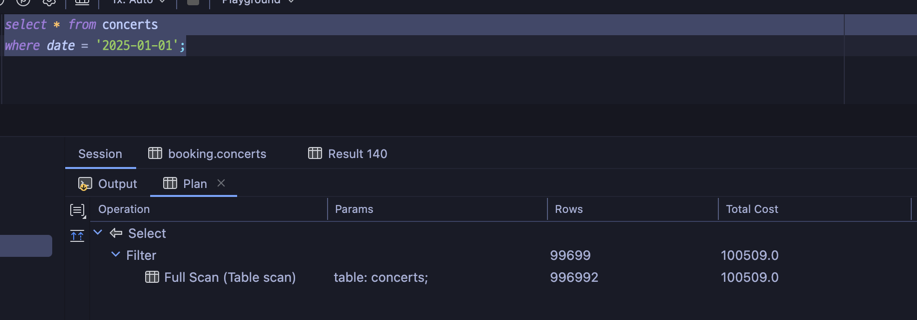 Tx: Auto
Playground
select * from concerts
where date = '2025-01-01';
Session booking.concerts Result 140
Output Plan
Operation Params Rows Total Cost
Select
Filter 99699 100509.0
Full Scan (Table scan) table: concerts; 996992 100509.0